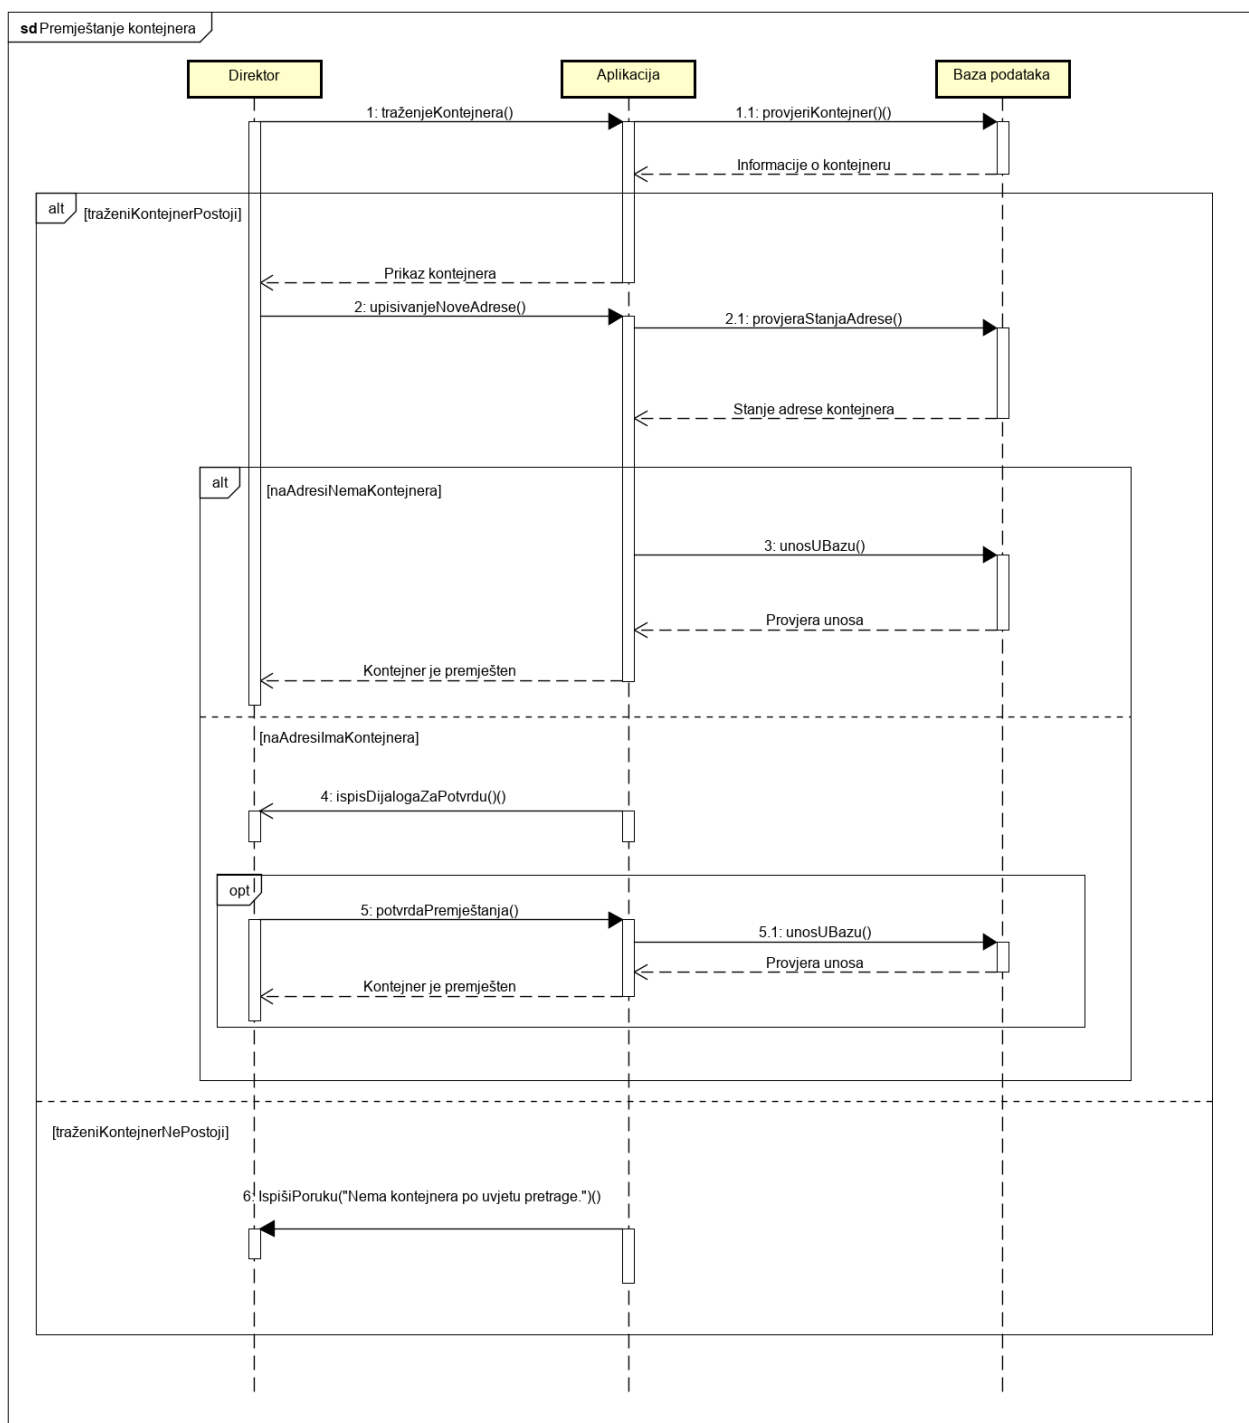 sd Premještanje kontejnera
Direktor
Aplikacija
Baza podataka
1: traženjeKontejnera()
1.1: provjeriKontejner()()
Informacije o kontejneru
alt
[traženiKontejnerPostoji]
Prikaz kontejnera
2: upisivanjeNoveAdrese()
2.1: provjeraStanjaAdrese()
Stanje adrese kontejnera
alt
[naAdresiNemaKontejnera]
3: unosUBazu()
Provjera unosa
Kontejner je premješten
[naAdresiImaKontejnera]
4: ispisDijalogaZaPotvrdu()()
opt
5: potvrdaPremještanja()
5.1: unosUBazu()
Provjera unosa
Kontejner je premješten
[traženiKontejnerNePostoji]
6: IspišiPoruku("Nema kontejnera po uvjetu pretrage.")()